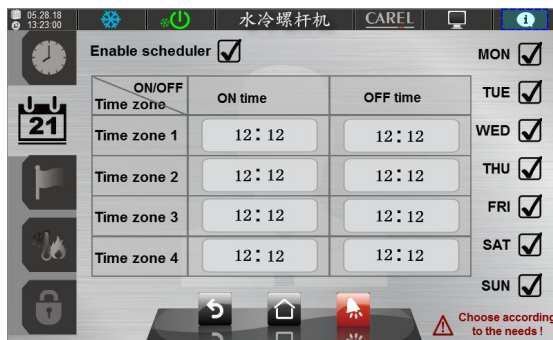 05.28.18
13:23:00
水冷螺杆机
CAREL
Enable scheduler
MON
ON/OFF
Time zone
ON time
OFF time
TUE
21
Time zone 1
12:12
12:12
WED
Time zone 2
12:12
12:12
THU
Time zone 3
12:12
12:12
FRI
Time zone 4
12:12
12:12
SAT
SUN
Choose according
to the needs !